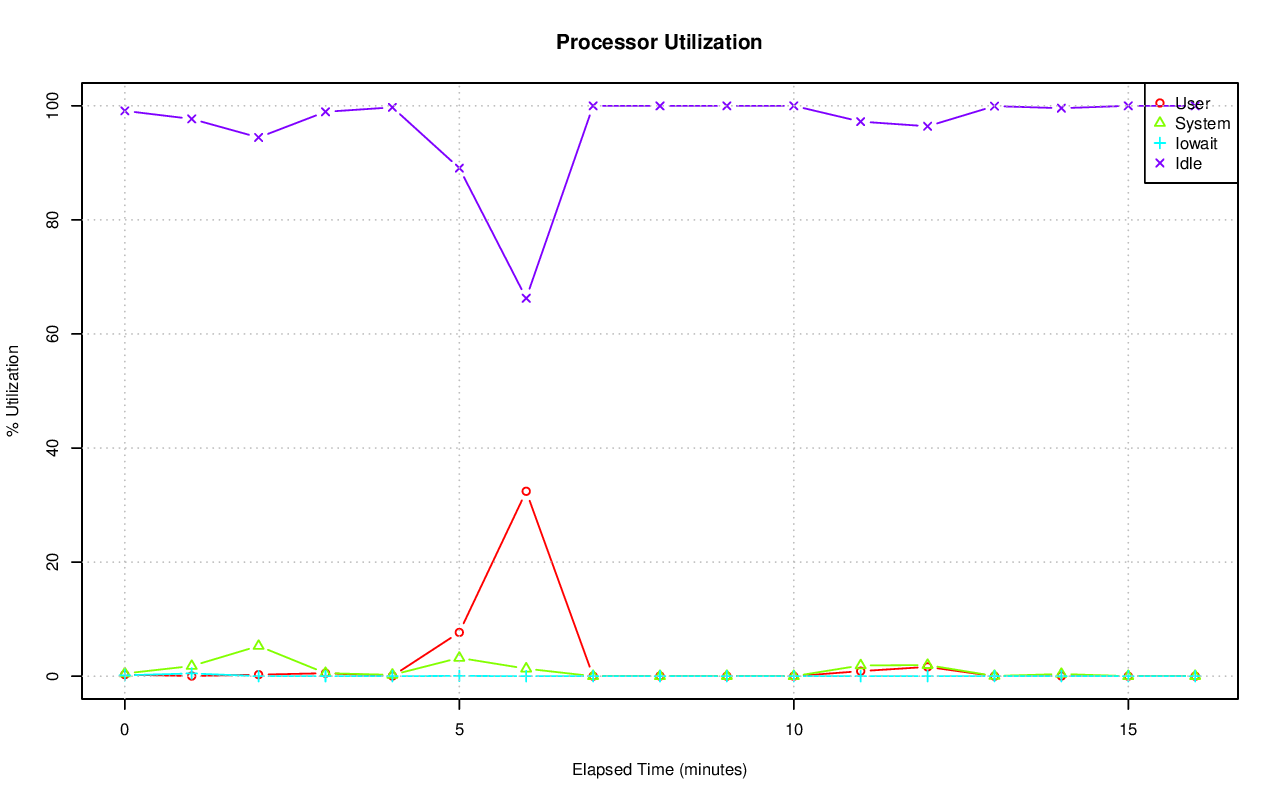 Processor Utilization
100
80
60
40
20
0
% Utilization
User
System
Iowait
Idle
0 5 10 15
Elapsed Time (minutes)